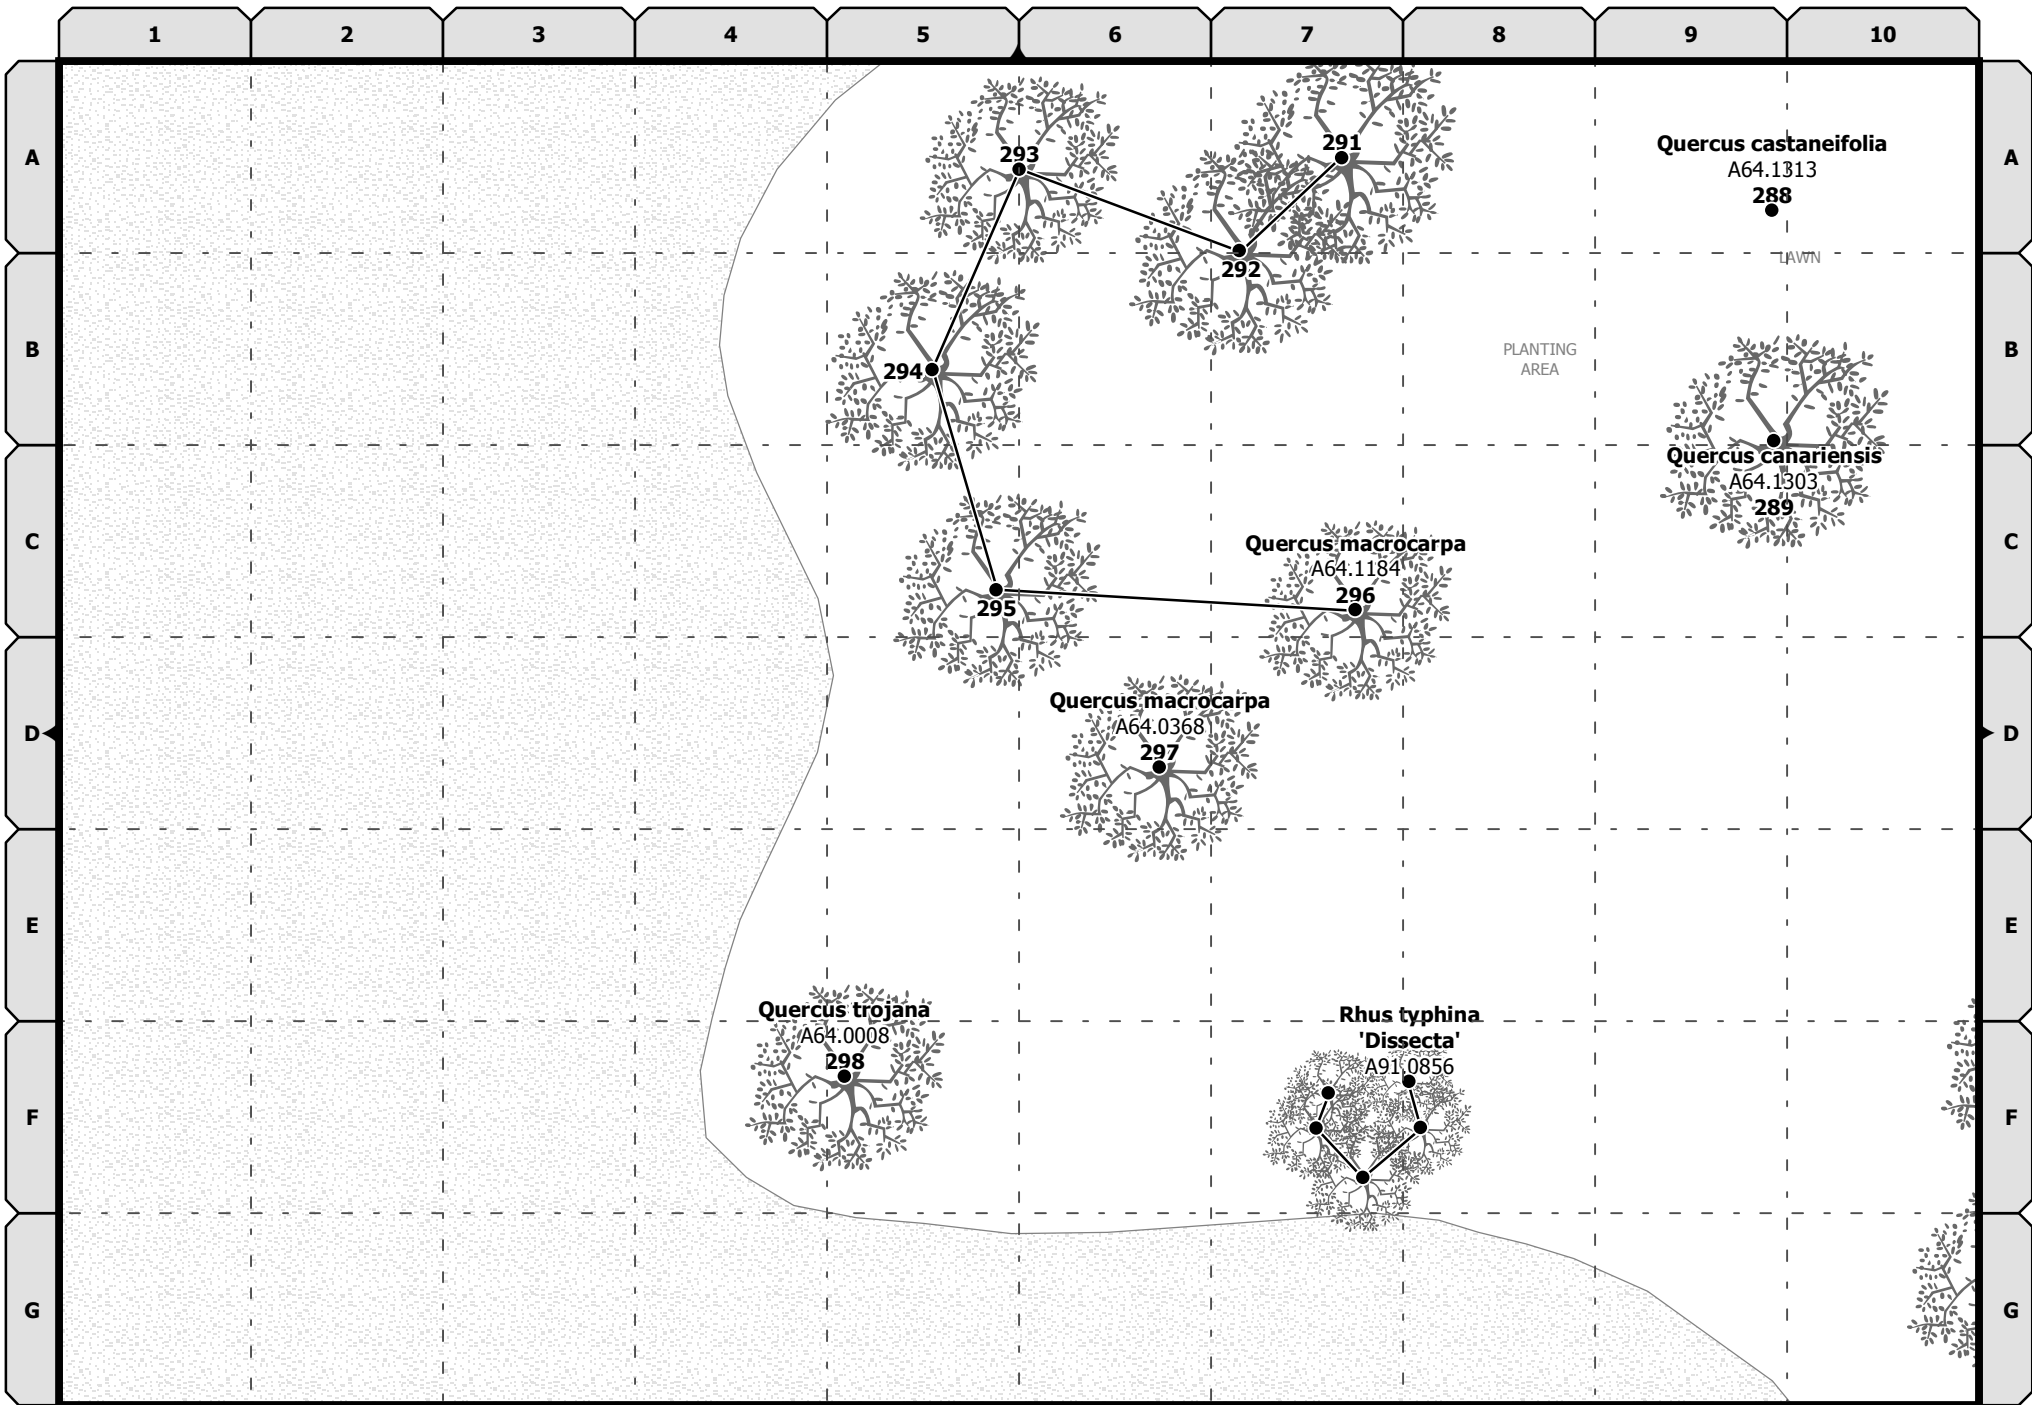 1 2 3 4 5 6 7 8 9 10
A
293
291
Quercus castaneifolia
A64.1313
288
A
292
LAWN
B
294
PLANTING
AREA
B
Quercus canariensis
A64.1303
289
C
295
Quercus macrocarpa
A64.1184
296
C
Quercus macrocarpa
A64.0368
297
D
D
E
E
Quercus trojana
A64.0008
298
Rhus typhina
'Dissecta'
A91.0856
F
F
G
G